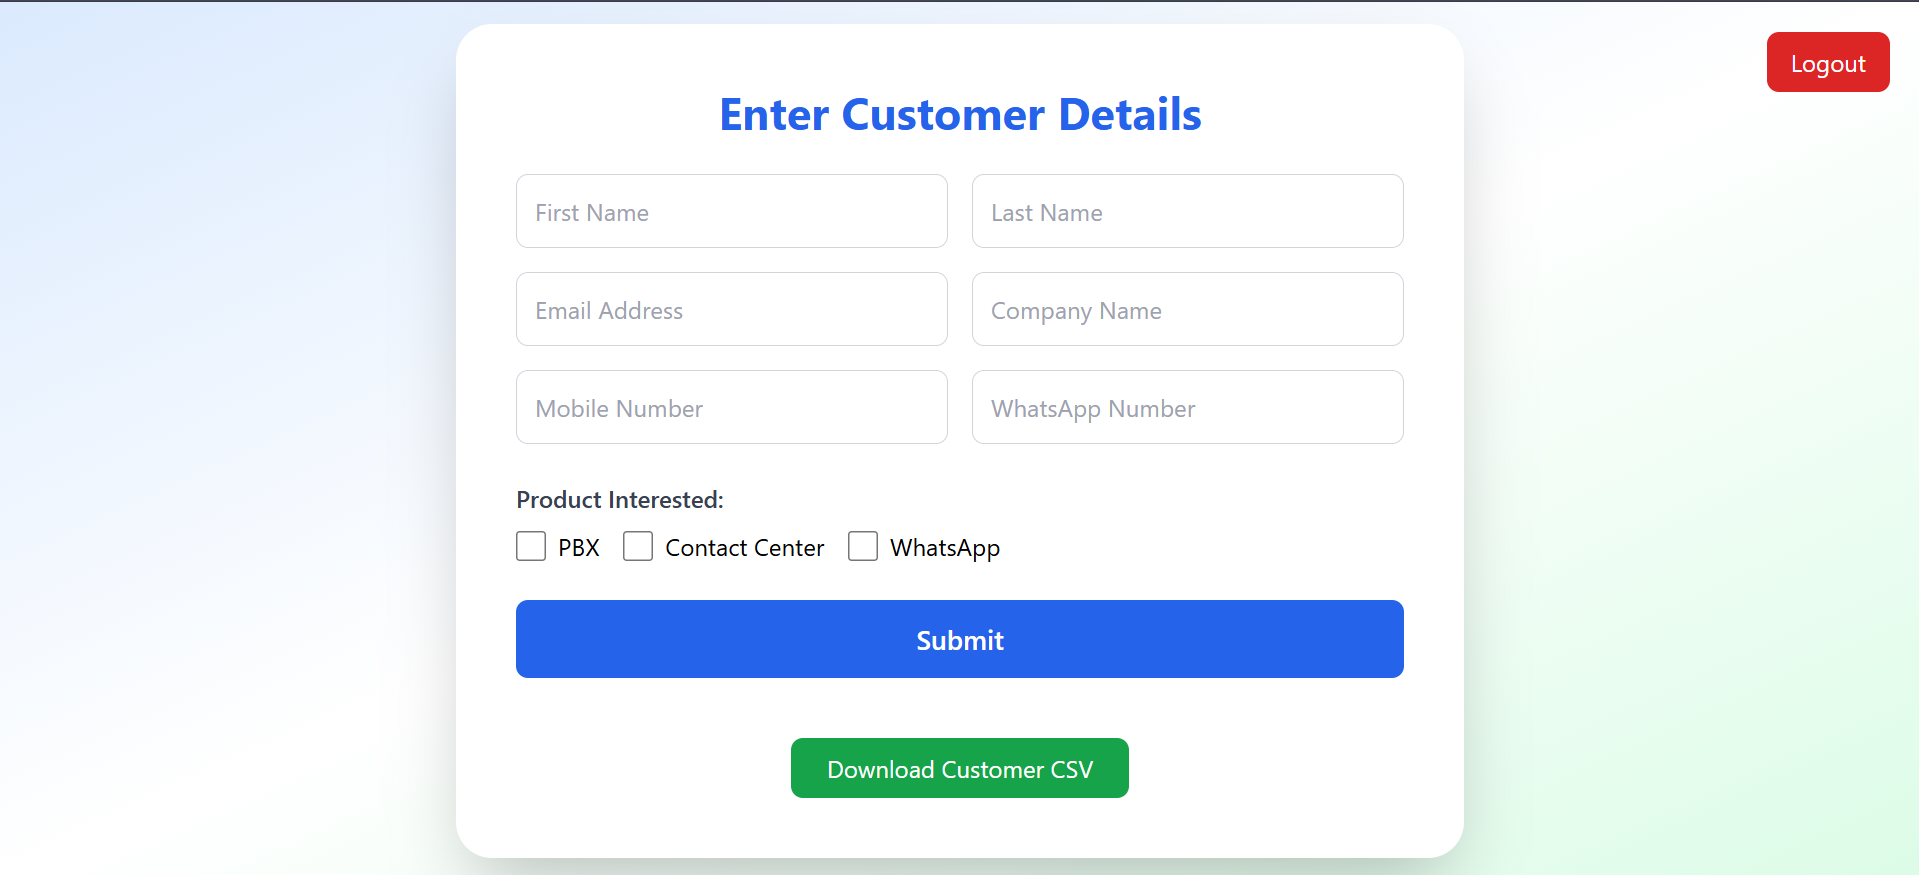 Logout
Enter Customer Details
First Name Last Name
Email Address Company Name
Mobile Number WhatsApp Number
Product Interested:
PBX Contact Center WhatsApp
Submit
Download Customer CSV